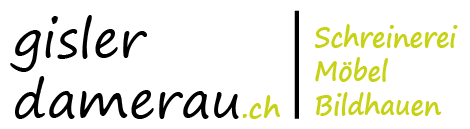 gisler
damerau.ch
Schreinerei
Möbel
Bildhauen